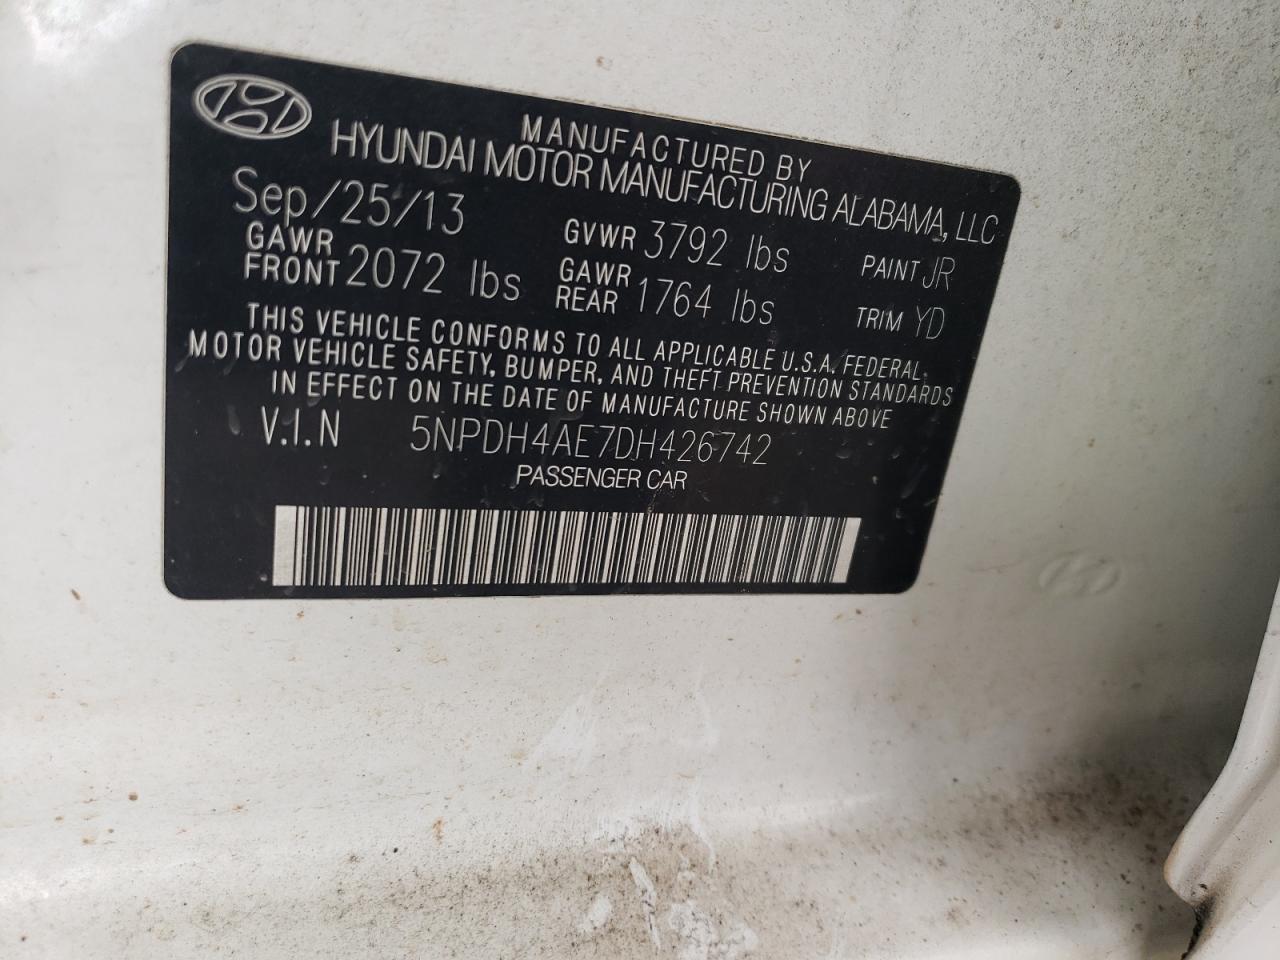 MANUFACTURED BY
HYUNDAI MOTOR MANUFACTURING ALABAMA, LLC
Sep/25/13 GVWR 3792 lbs PAINT JR
GAWR FRONT 2072 lbs GAWR REAR 1764 lbs TRIM YD
THIS VEHICLE CONFORMS TO ALL APPLICABLE U.S.A. FEDERAL
MOTOR VEHICLE SAFETY, BUMPER, AND THEFT PREVENTION STANDARDS
IN EFFECT ON THE DATE OF MANUFACTURE SHOWN ABOVE
V.I.N 5NPDH4AE7DH426742
PASSENGER CAR